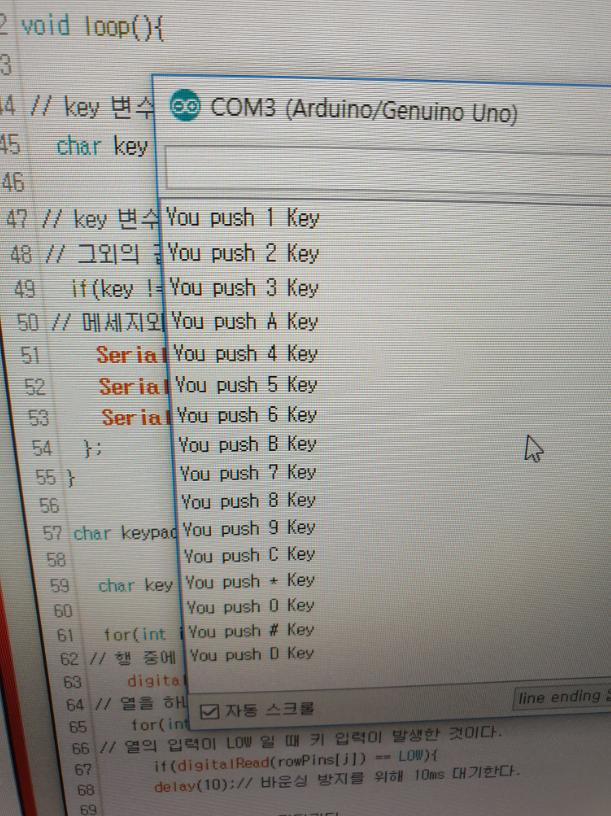 2 void loop(){
3
44 // key 변수
45 char key
46
47 // key 변수
48 // 그외의
49 if(key !=
50 // 메세지와
51 Serial
52 Serial
53 Serial
54 };
55 }
56
57 char keypad
58
59 char key
60
61 for(int
62 // 행 중에
63 digital
64 // 열을 하나
65 for(int
66 // 열의 입력이 LOW 일 때 키 입력이 발생한 것이다.
67 if(digitalRead(rowPins[j]) == LOW){
68 delay(10);// 바운싱 방지를 위해 10ms 대기한다.
69
COM3 (Arduino/Genuino Uno)
You push 1 Key
You push 2 Key
You push 3 Key
You push A Key
You push 4 Key
You push 5 Key
You push 6 Key
You push B Key
You push 7 Key
You push 8 Key
You push 9 Key
You push C Key
You push * Key
You push 0 Key
You push # Key
You push D Key
자동 스크롤
line ending